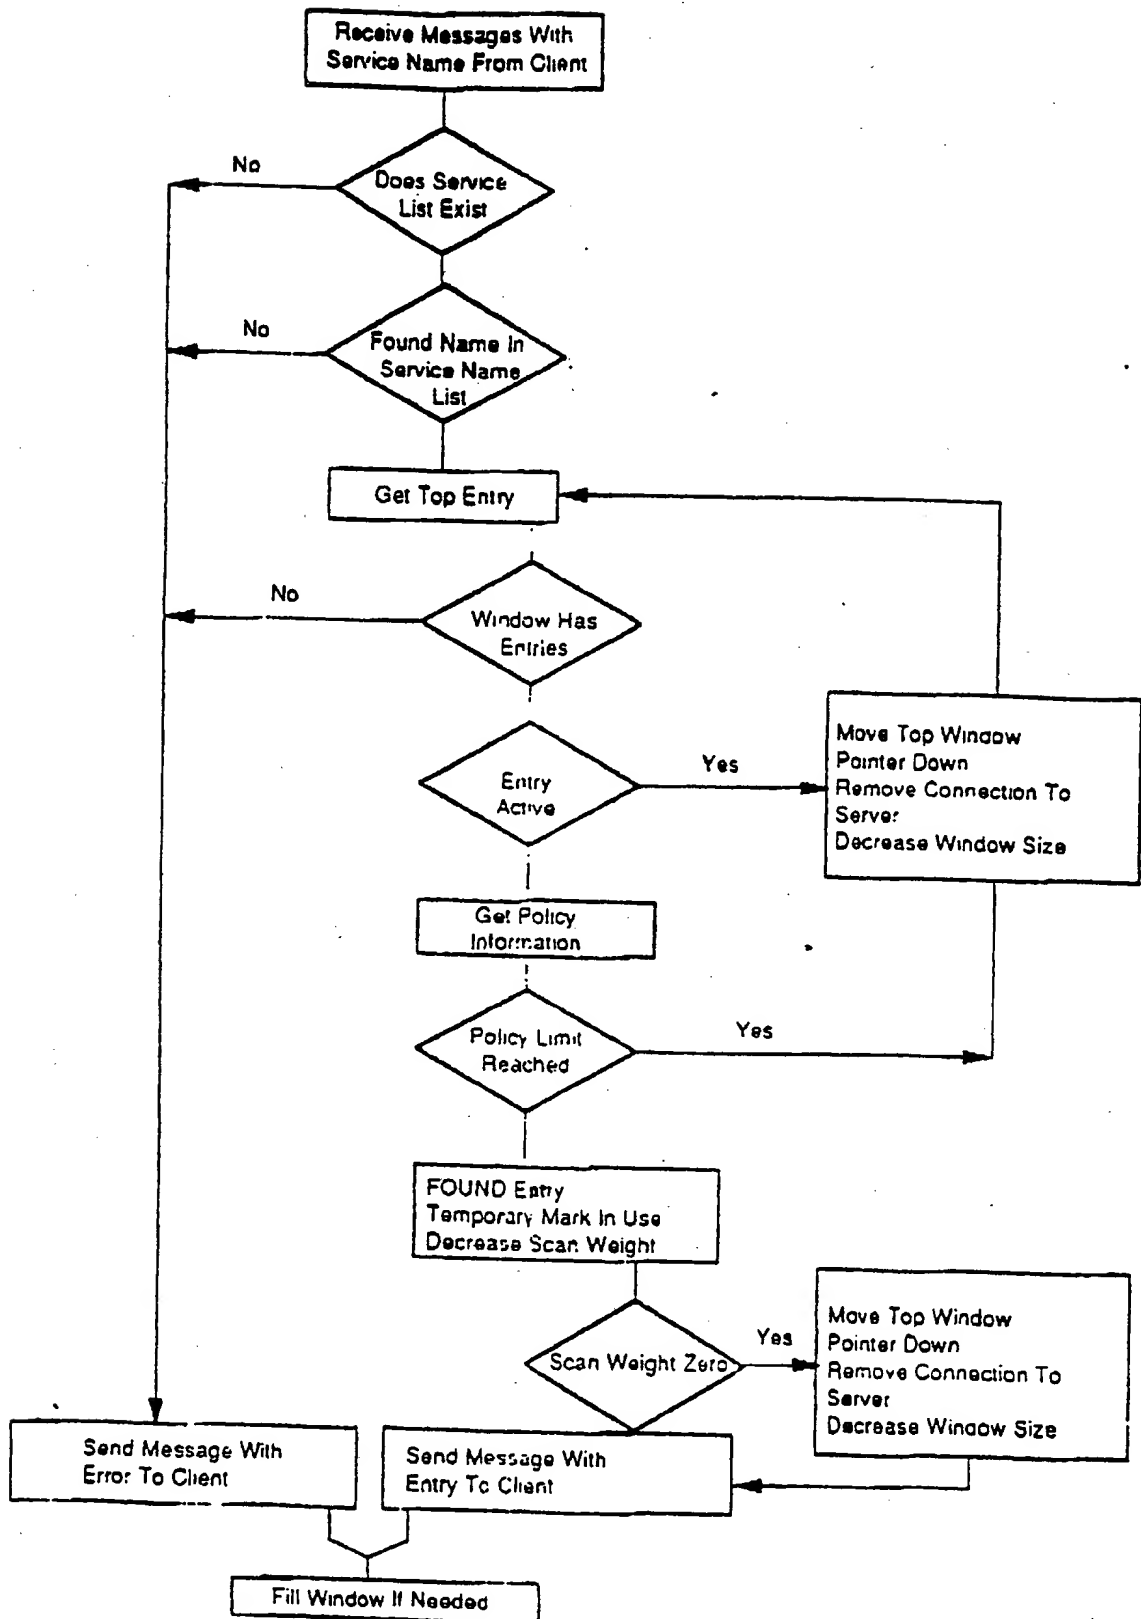 Receive Messages With
Service Name From Client
No
Does Service
List Exist
No
Found Name In
Service Name
List
Get Top Entry
No
Window Has
Entries
Entry
Active
Yes
Move Top Window
Pointer Down
Remove Connection To
Server
Decrease Window Size
Get Policy
Information
Policy Limit
Reached
Yes
FOUND Entry
Temporary Mark In Use
Decrease Scan Weight
Scan Weight Zero
Yes
Move Top Window
Pointer Down
Remove Connection To
Server
Decrease Window Size
Send Message With
Error To Client
Send Message With
Entry To Client
Fill Window If Needed